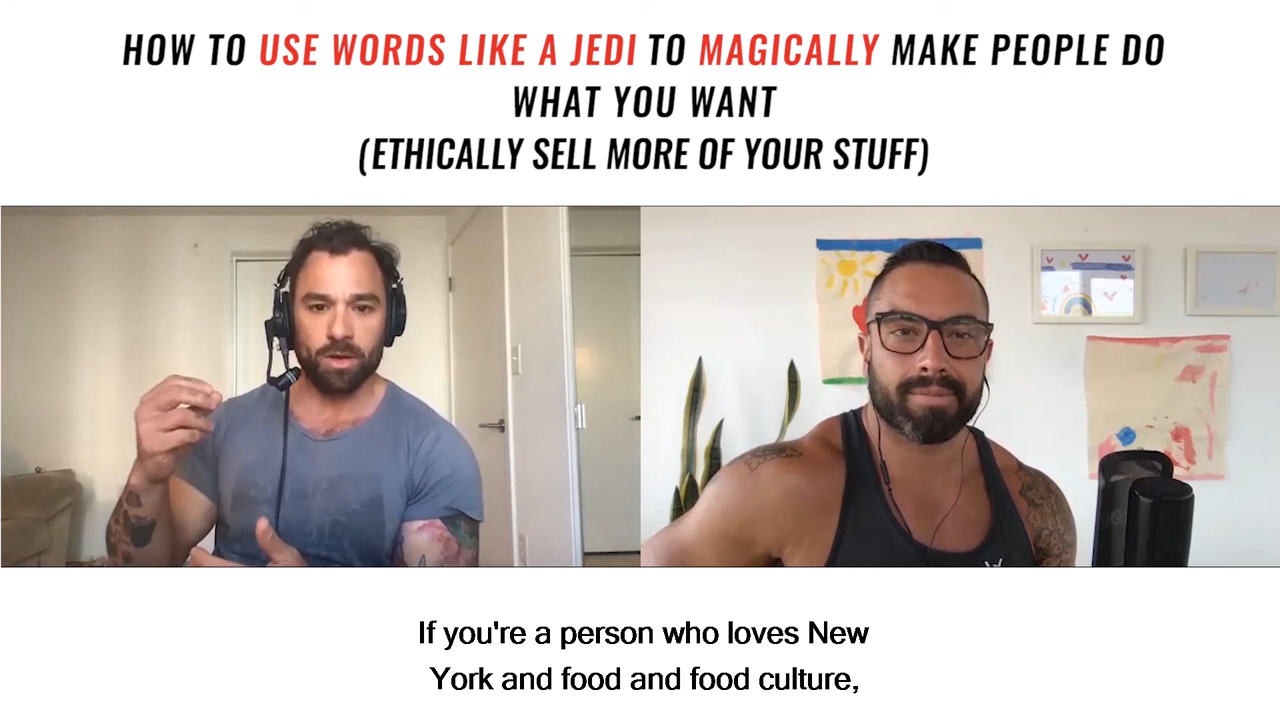 HOW TO USE WORDS LIKE A JEDI TO MAGICALLY MAKE PEOPLE DO
WHAT YOU WANT
(ETHICALLY SELL MORE OF YOUR STUFF)
If you're a person who loves New
York and food and food culture,